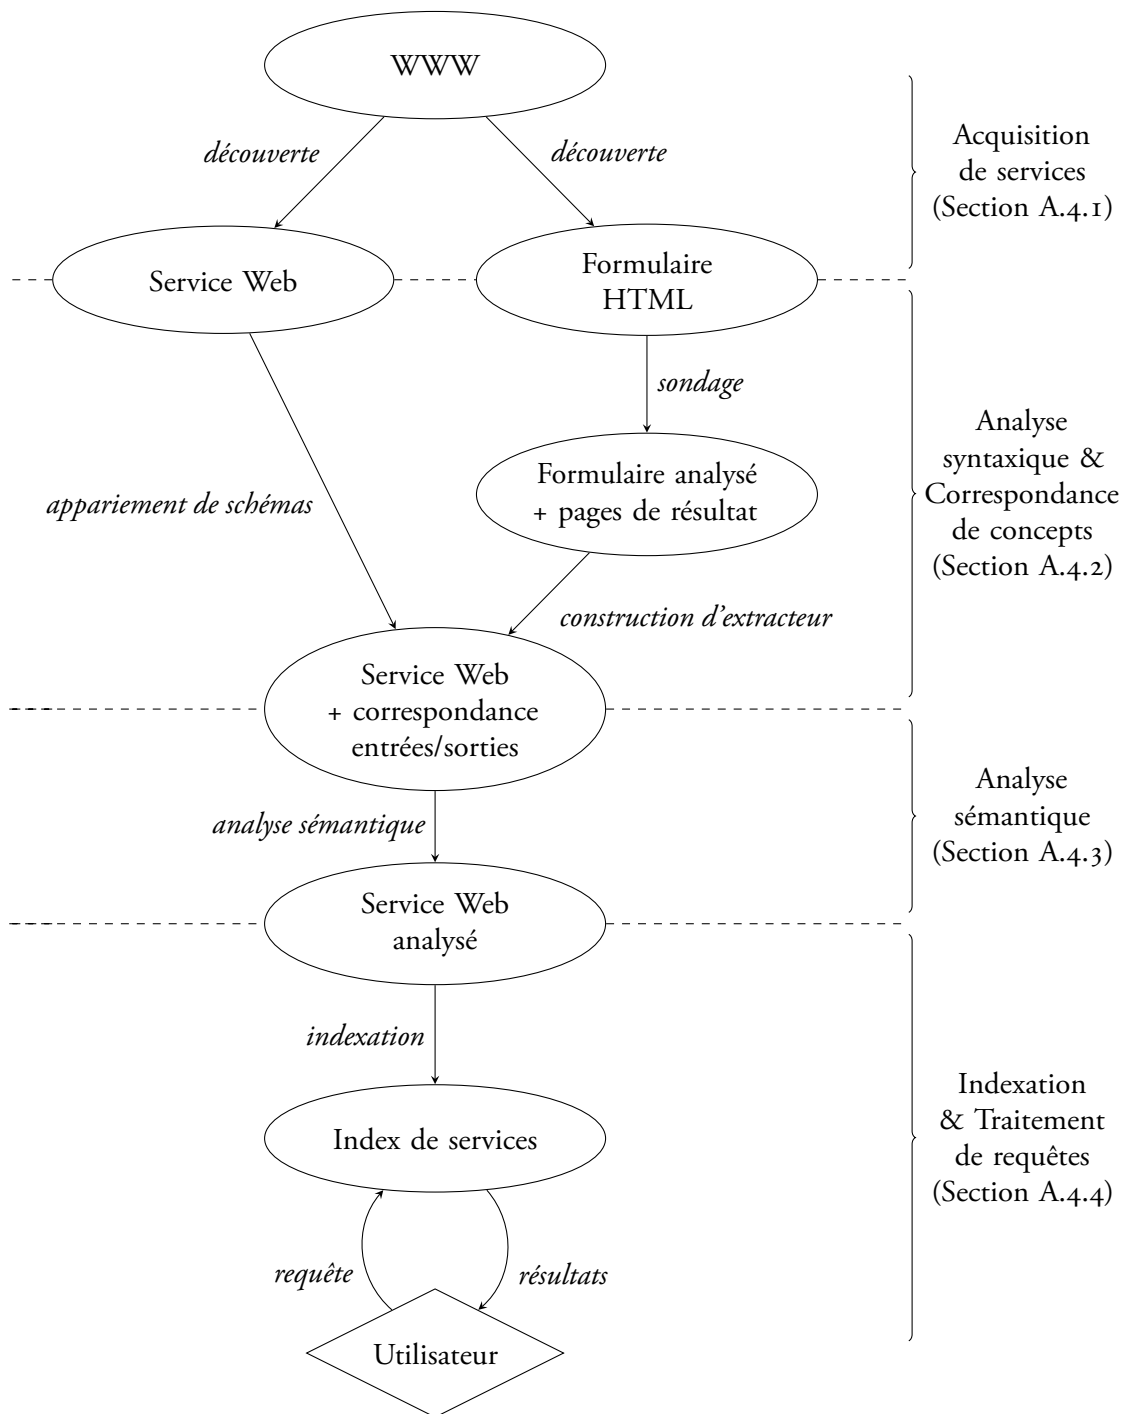 WWW
découverte
découverte
Acquisition
de services
(Section A.4.1)
Service Web
Formulaire
HTML
sondage
Formulaire analysé
+ pages de résultat
appariement de schémas
construction d'extracteur
Analyse
syntaxique &
Correspondance
de concepts
(Section A.4.2)
Service Web
+ correspondance
entrées/sorties
analyse sémantique
Analyse
sémantique
(Section A.4.3)
Service Web
analysé
indexation
Index de services
Indexation
& Traitement
de requêtes
(Section A.4.4)
requête
résultats
Utilisateur